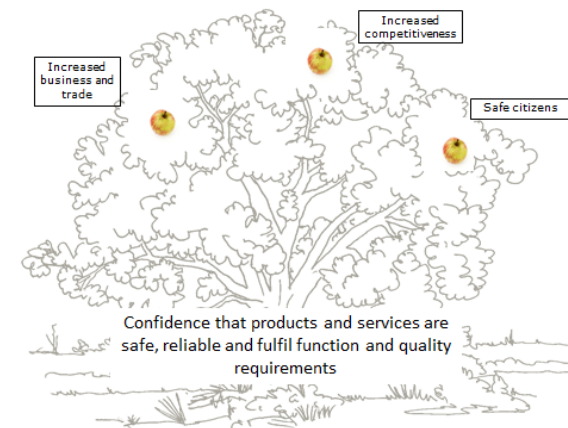 Increased
competitiveness
Increased
business and
trade
Safe citizens
Confidence that products and services are
safe, reliable and fulfil function and quality
requirements